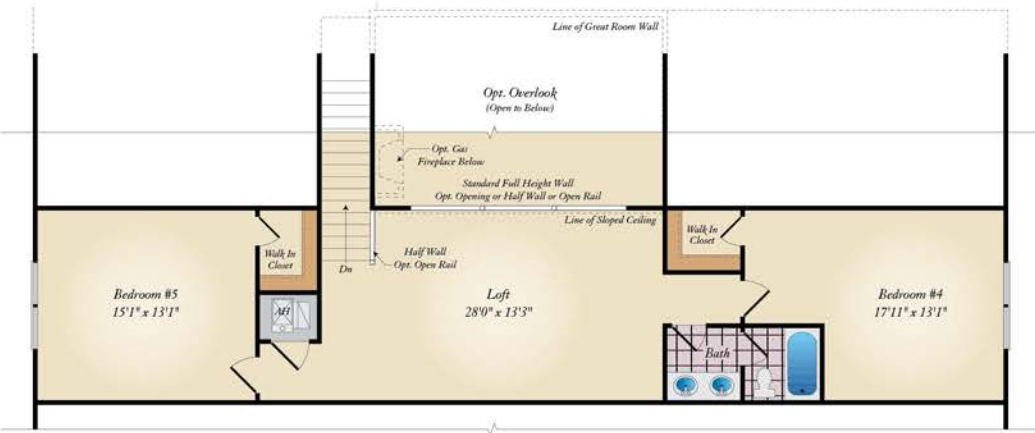 Line of Great Room Wall
Opt. Overlook
(Open to Below)
Opt. Gas
Fireplace Below
Standard Full Height Wall
Opt. Opening or Half Wall or Open Rail
Line of Sloped Ceiling
Walk In
Closet
Half Wall
Opt. Open Rail
Dn
Walk In
Closet
Bedroom #5
15'1" x 13'1"
AH
Loft
28'0" x 13'3"
Bedroom #4
17'11" x 13'1"
Bath